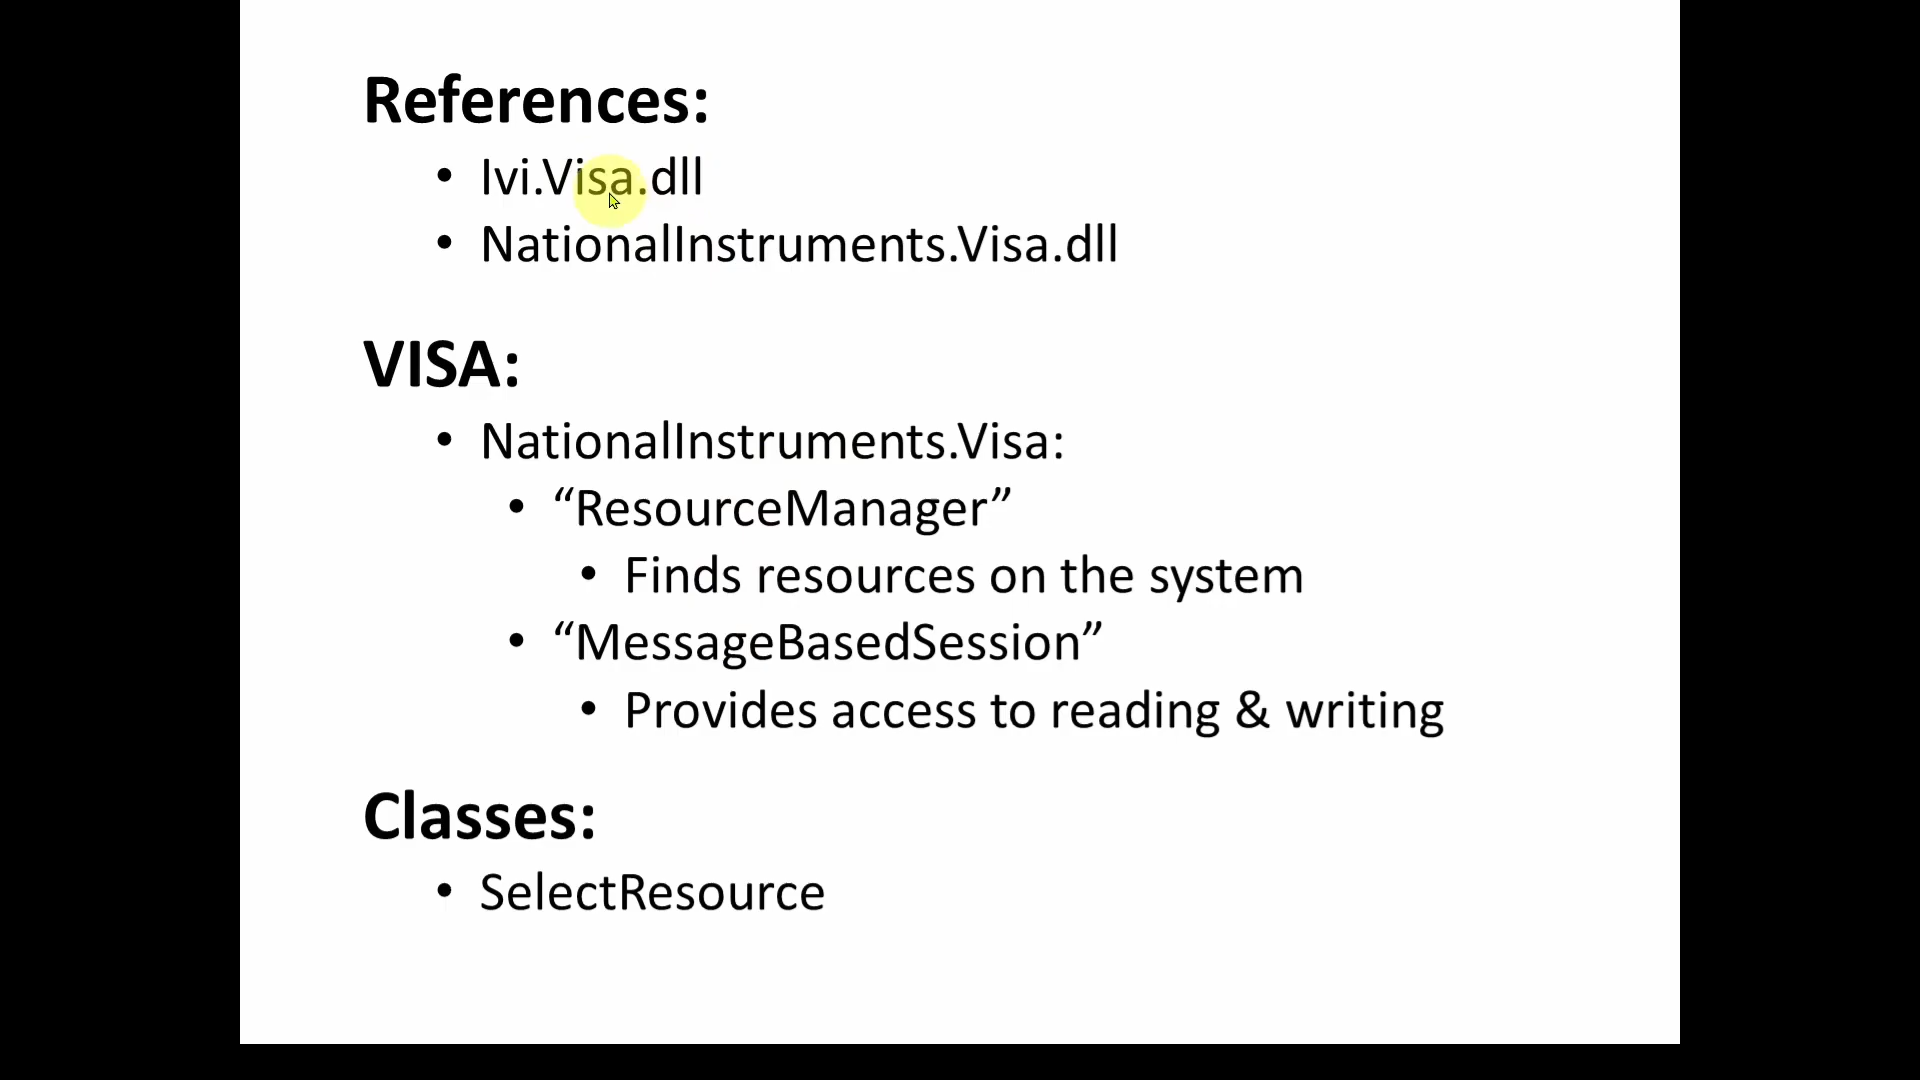 References:
• Ivi.Visa.dll
• NationalInstruments.Visa.dll
VISA:
• NationalInstruments.Visa:
• “ResourceManager”
• Finds resources on the system
• “MessageBasedSession”
• Provides access to reading & writing
Classes:
• SelectResource